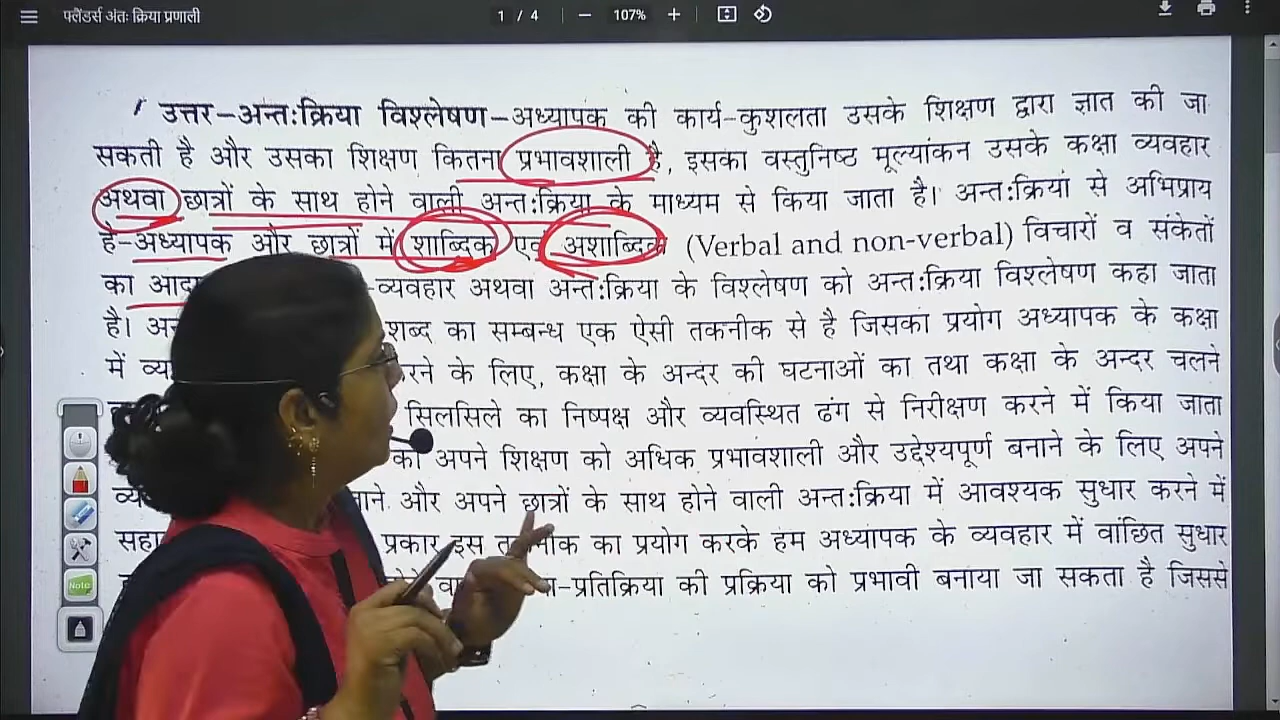 फ्लैंडर्स अंतः क्रिया प्रणाली
1 / 4
107%
उत्तर–अन्तःक्रिया विश्लेषण–अध्यापक की कार्य-कुशलता उसके शिक्षण द्वारा ज्ञात की जा
सकती है और उसका शिक्षण कितना प्रभावशाली है, इसका वस्तुनिष्ठ मूल्यांकन उसके कक्षा व्यवहार
अथवा छात्रों के साथ होने वाली अन्तःक्रिया के माध्यम से किया जाता है। अन्तःक्रिया से अभिप्राय
है–अध्यापक और छात्रों में शाब्दिक एवं अशाब्दिक (Verbal and non-verbal) विचारों व संकेतों
का -व्यवहार अथवा अन्तःक्रिया के विश्लेषण को अन्तःक्रिया विश्लेषण कहा जाता
है। शब्द का सम्बन्ध एक ऐसी तकनीक से है जिसका प्रयोग अध्यापक के कक्षा
में के लिए, कक्षा के अन्दर की घटनाओं का तथा कक्षा के अन्दर चलने
सिलसिले का निष्पक्ष और व्यवस्थित ढंग से निरीक्षण करने में किया जाता
को अपने शिक्षण को अधिक प्रभावशाली और उद्देश्यपूर्ण बनाने के लिए अपने
और अपने छात्रों के साथ होने वाली अन्तःक्रिया में आवश्यक सुधार करने में
प्रकार इस का प्रयोग करके हम अध्यापक के व्यवहार में वांछित सुधार
-प्रतिक्रिया की प्रक्रिया को प्रभावी बनाया जा सकता है जिससे
Note